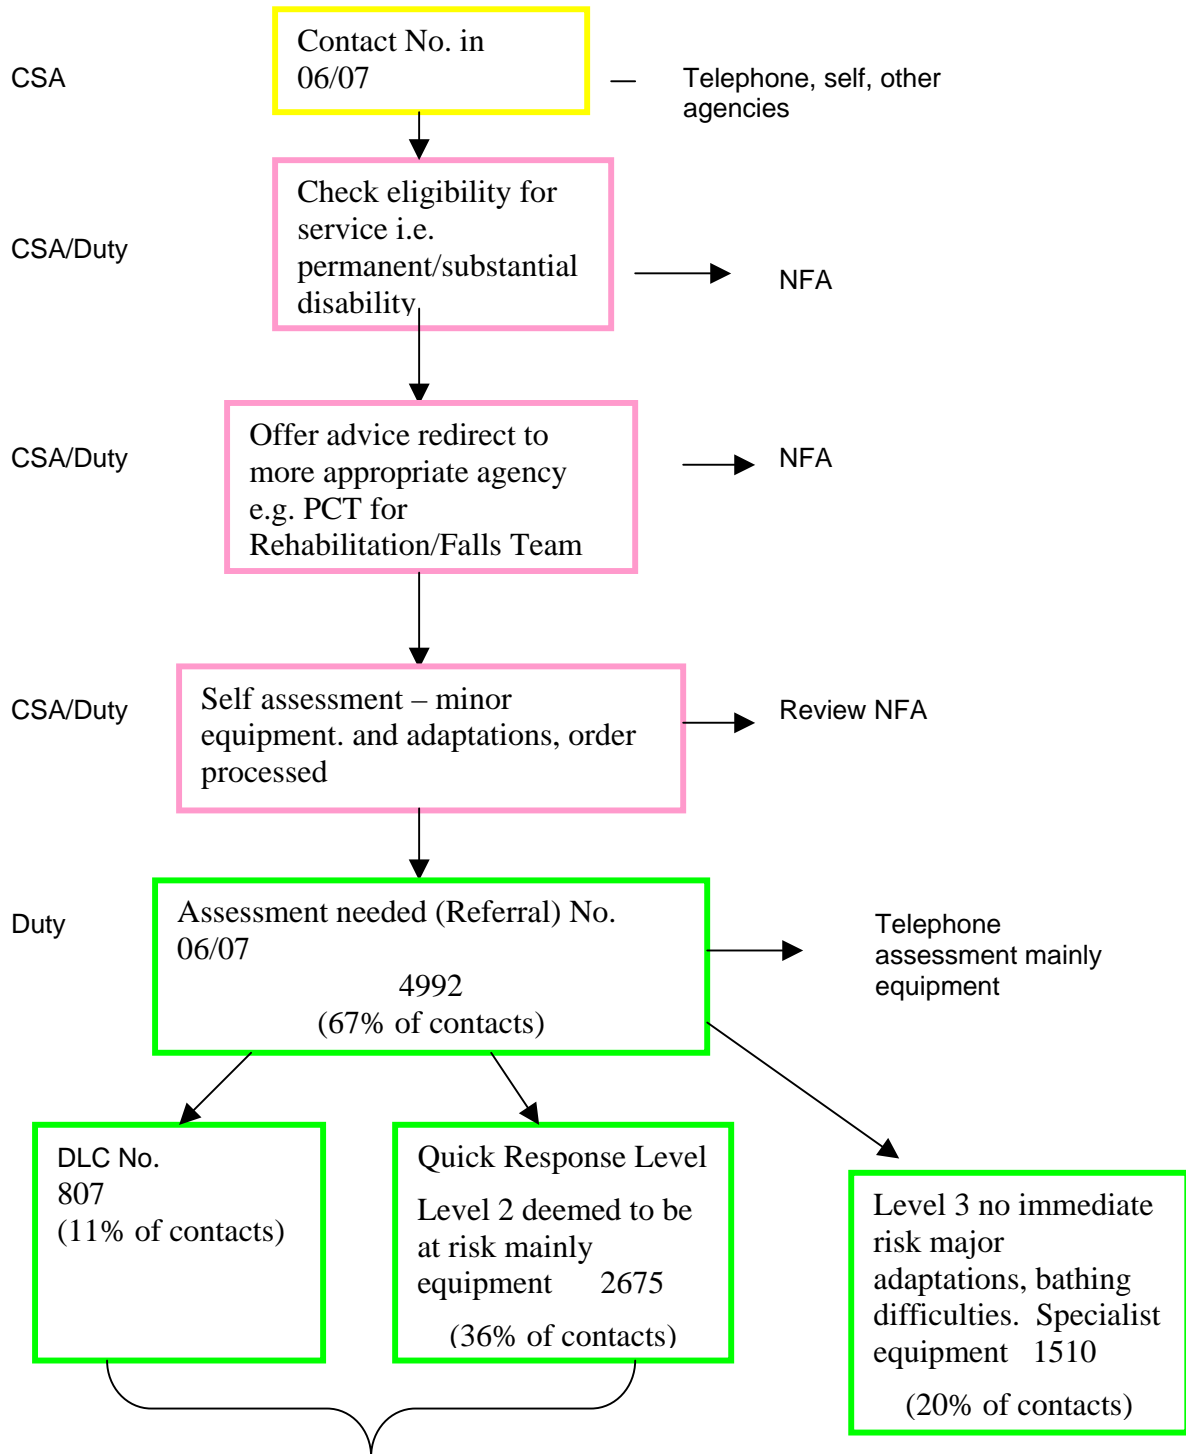 CSA
Contact No. in
06/07
Telephone, self, other
agencies
CSA/Duty
Check eligibility for
service i.e.
permanent/substantial
disability
NFA
CSA/Duty
Offer advice redirect to
more appropriate agency
e.g. PCT for
Rehabilitation/Falls Team
NFA
CSA/Duty
Self assessment – minor
equipment. and adaptations, order
processed
Review NFA
Duty
Assessment needed (Referral) No.
06/07
4992
(67% of contacts)
Telephone
assessment mainly
equipment
DLC No.
807
(11% of contacts)
Quick Response Level
Level 2 deemed to be
at risk mainly
equipment 2675
(36% of contacts)
Level 3 no immediate
risk major
adaptations, bathing
difficulties. Specialist
equipment 1510
(20% of contacts)